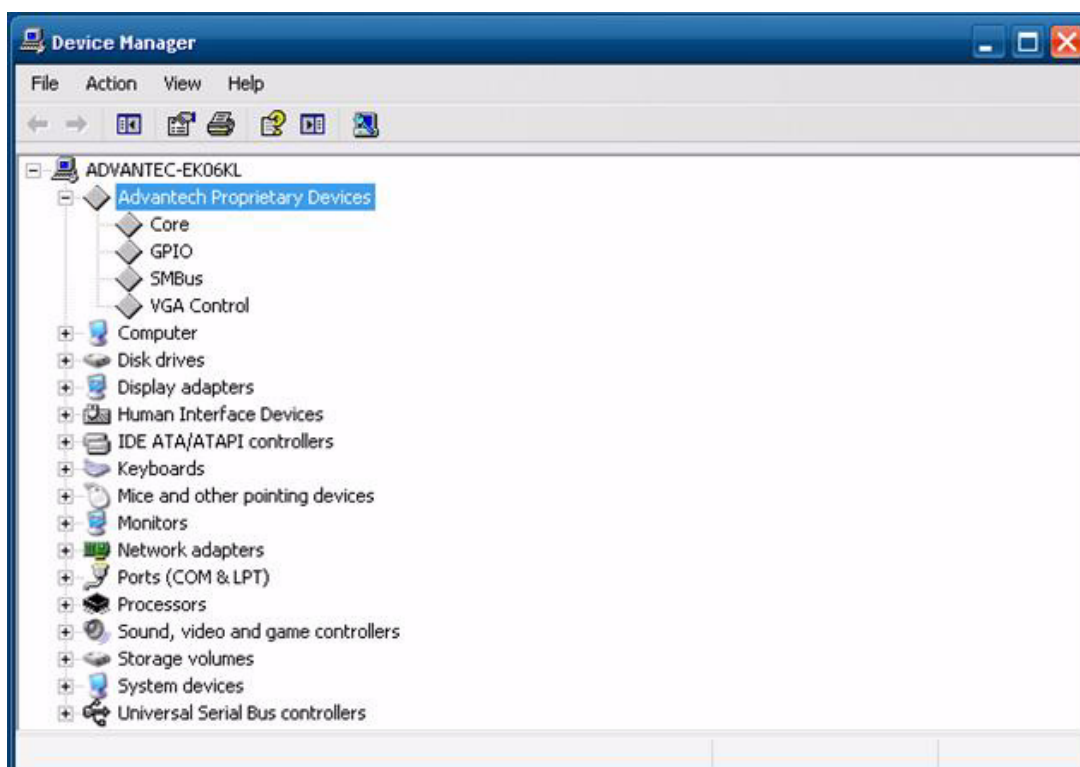 Device Manager
File Action View Help
ADVANTEC-EK06KL
Advantech Proprietary Devices
Core
GPIO
SMBus
VGA Control
Computer
Disk drives
Display adapters
Human Interface Devices
IDE ATA/ATAPI controllers
Keyboards
Mice and other pointing devices
Monitors
Network adapters
Ports (COM & LPT)
Processors
Sound, video and game controllers
Storage volumes
System devices
Universal Serial Bus controllers